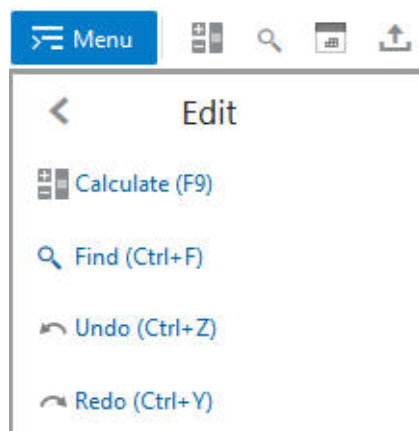 Menu
Edit
Calculate (F9)
Find (Ctrl+F)
Undo (Ctrl+Z)
Redo (Ctrl+Y)